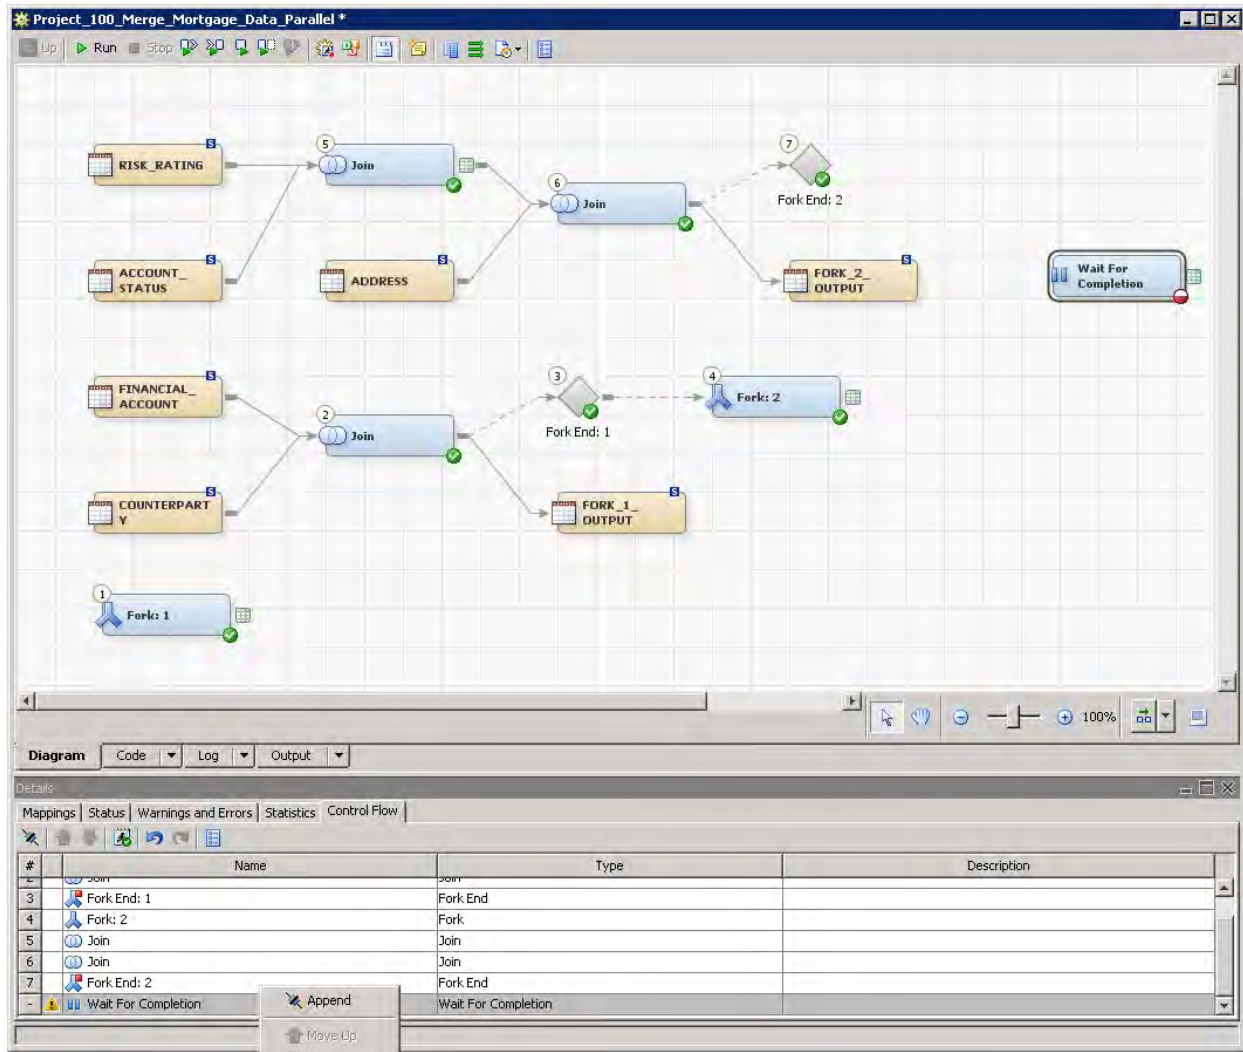 Project_100_Merge_Mortgage_Data_Parallel *
Up Run Stop
5
7
RISK_RATING
Join
6
Join
Fork End: 2
ACCOUNT_
STATUS
ADDRESS
FORK_2_
OUTPUT
Wait For
Completion
3
4
FINANCIAL_
ACCOUNT
Fork: 2
2
Join
Fork End: 1
COUNTERPART
Y
FORK_1_
OUTPUT
1
Fork: 1
100%
Diagram Code Log Output
Details
Mappings Status Warnings and Errors Statistics Control Flow
# Name Type Description
2 Join Join
3 Fork End: 1 Fork End
4 Fork: 2 Fork
5 Join Join
6 Join Join
7 Fork End: 2 Fork End
- Wait For Completion Wait For Completion
Append
Move Up